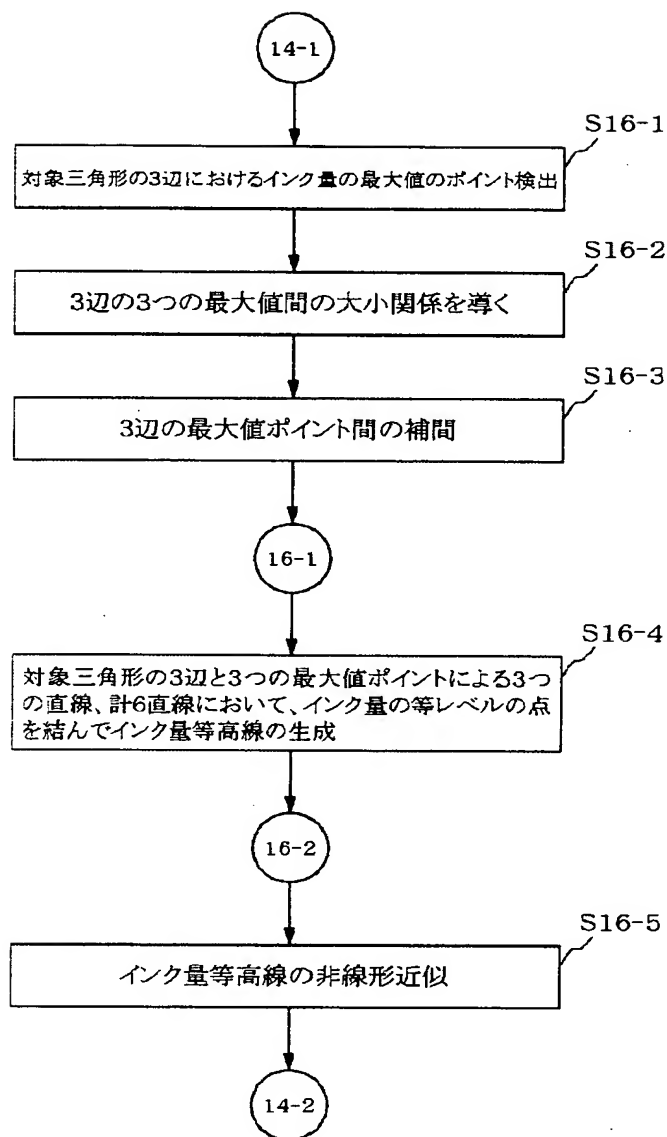 14-1
S16-1
対象三角形の3辺におけるインク量の最大値のポイント検出
S16-2
3辺の3つの最大値間の大小関係を導く
S16-3
3辺の最大値ポイント間の補間
16-1
S16-4
対象三角形の3辺と3つの最大値ポイントによる3つ
の直線、計6直線において、インク量の等レベルの点
を結んでインク量等高線の生成
16-2
S16-5
インク量等高線の非線形近似
14-2